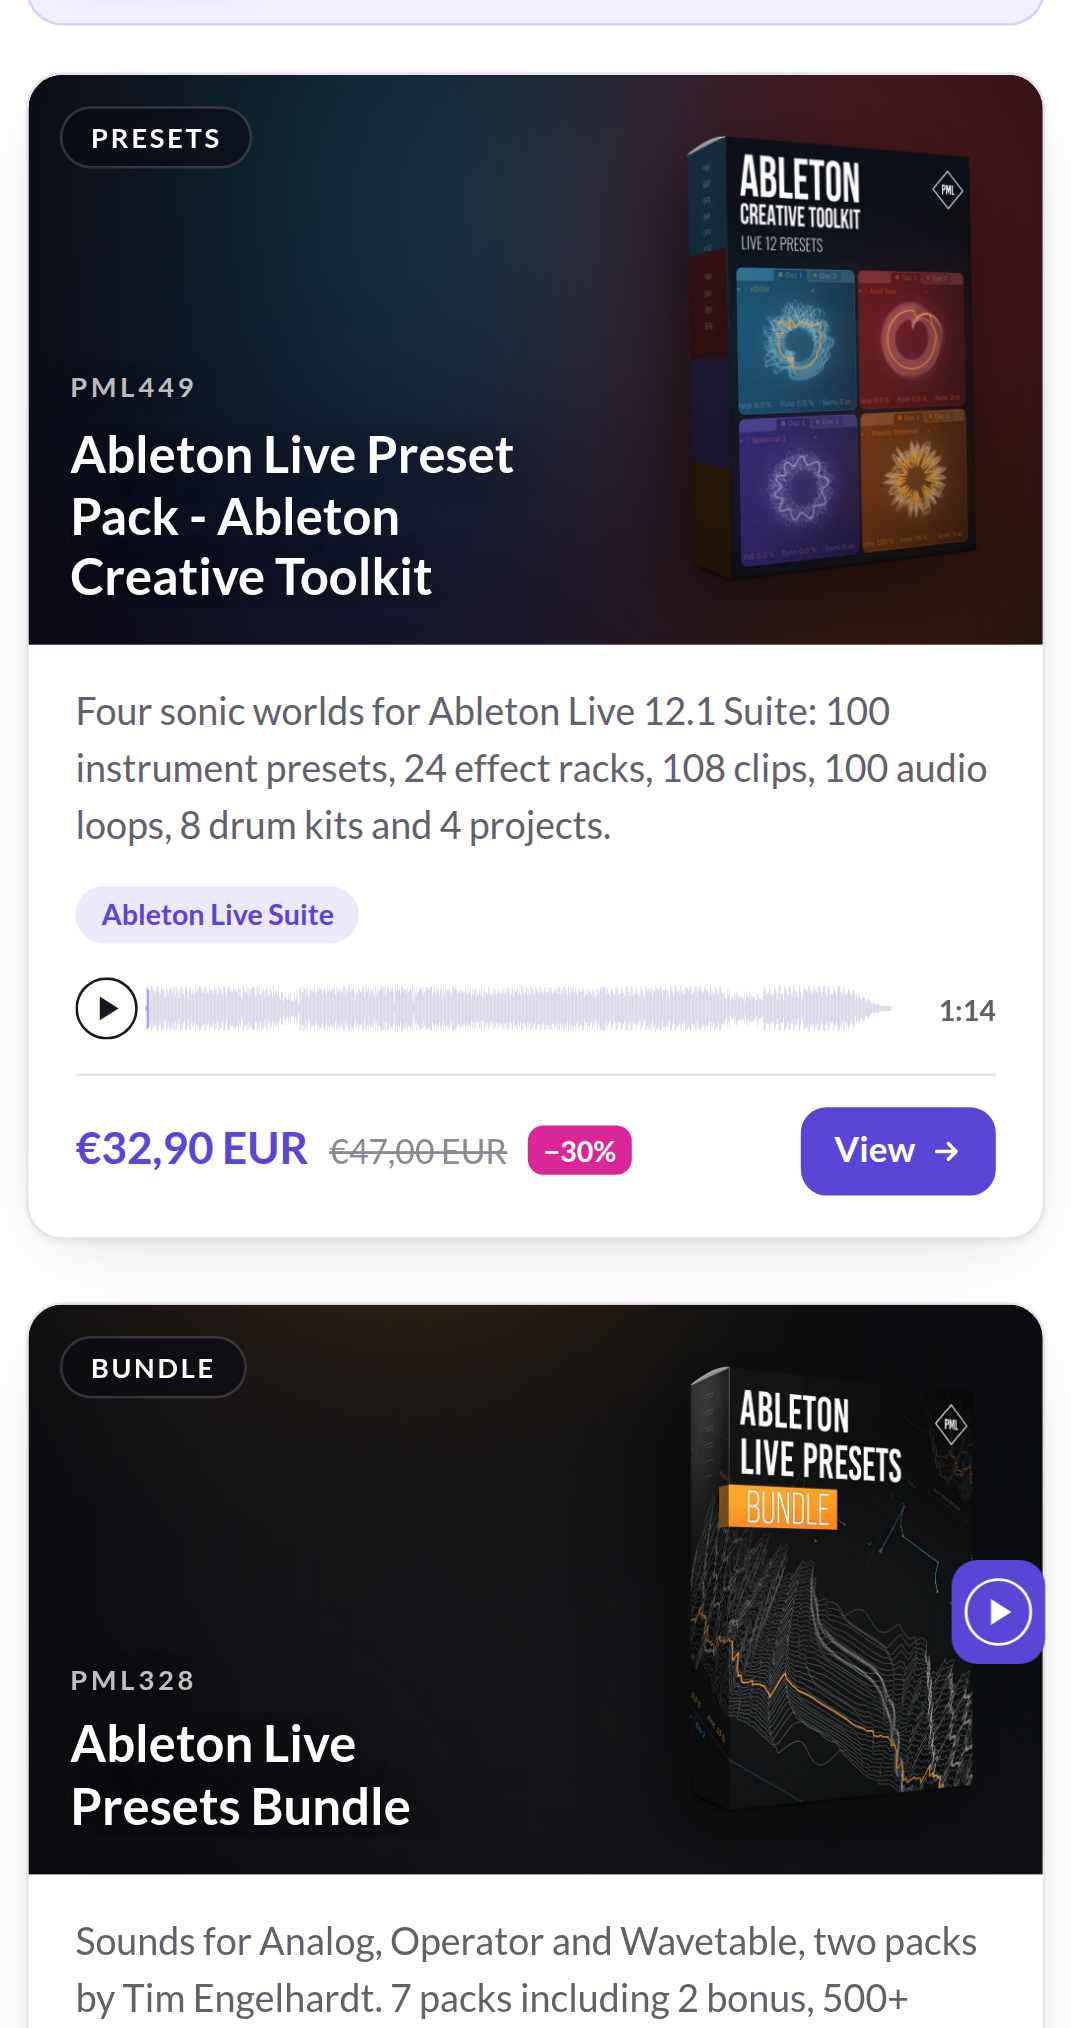 PRESETS
ABLETON
CREATIVE TOOLKIT
LIVE 12 PRESETS
PML
PML449
Ableton Live Preset
Pack - Ableton
Creative Toolkit
Four sonic worlds for Ableton Live 12.1 Suite: 100
instrument presets, 24 effect racks, 108 clips, 100 audio
loops, 8 drum kits and 4 projects.
Ableton Live Suite
1:14
€32,90 EUR €47,00 EUR −30%
View →
BUNDLE
ABLETON
LIVE PRESETS
BUNDLE
PML
PML328
Ableton Live
Presets Bundle
Sounds for Analog, Operator and Wavetable, two packs
by Tim Engelhardt. 7 packs including 2 bonus, 500+